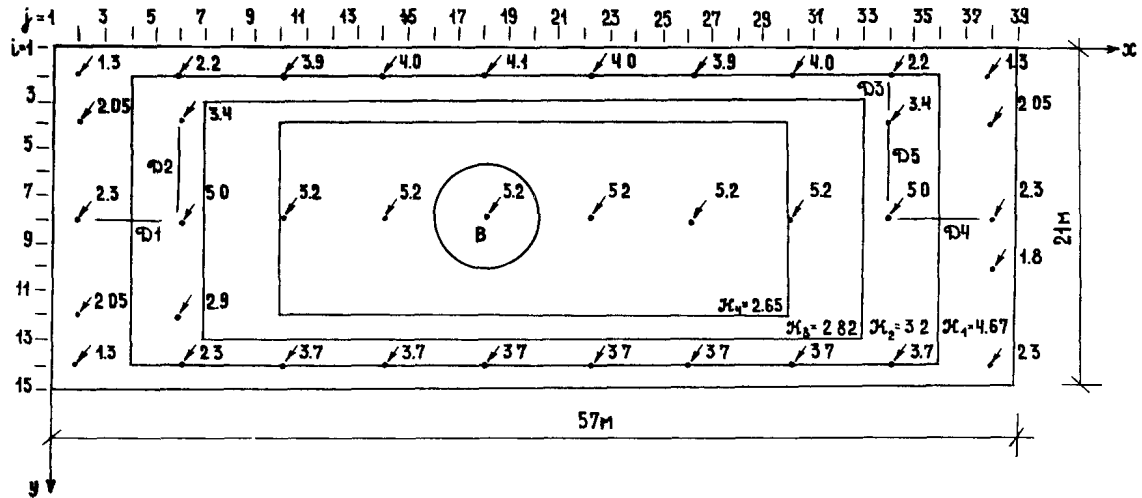 j=1 3 5 7 9 11 13 15 17 19 21 23 25 27 29 31 33 35 37 39
i=1 x
1.3 2.2 3.9 4.0 4.1 4.0 3.9 4.0 2.2 1.3
3
2.05 3.4 D3 3.4 2.05
5
D2 D5
7
2.3 5.0 5.2 5.2 5.2 5.2 5.2 5.2 5.0 2.3
B
9
D1 D4
1.8
21м
11
2.05 2.9
K4=2.65
13
K3=2.82 K2=3.2 K1=4.67
1.3 2.3 3.7 3.7 3.7 3.7 3.7 3.7 3.7 2.3
15
57м
y